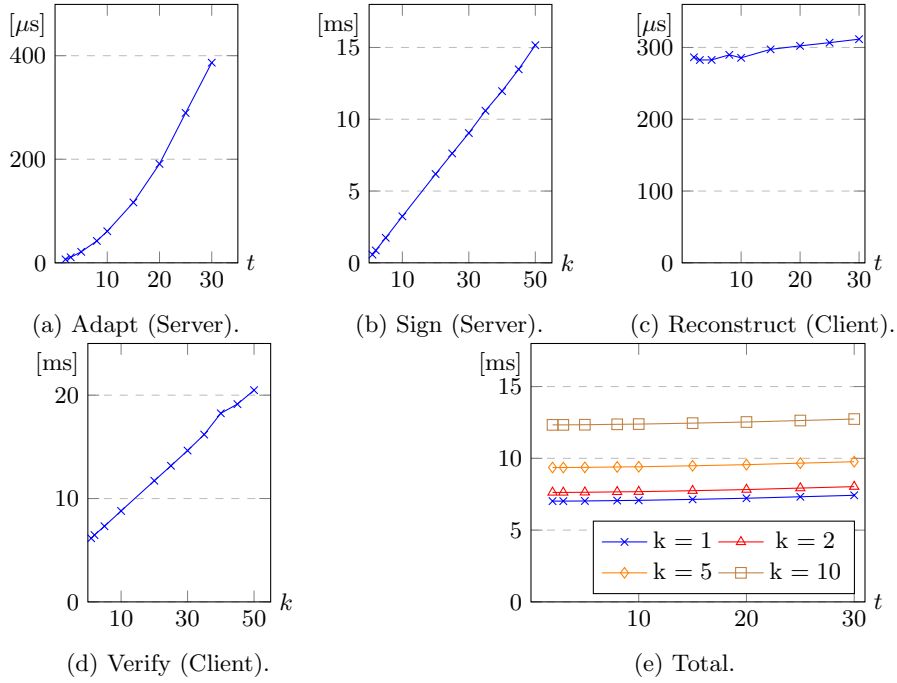 [μs]
400
200
0
10
20
30
t
(a) Adapt (Server).
[ms]
15
10
5
0
10
20
30
40
50
k
(b) Sign (Server).
[μs]
300
200
100
0
10
20
30
t
(c) Reconstruct (Client).
[ms]
20
10
0
10
30
50
k
(d) Verify (Client).
[ms]
15
10
5
0
k = 1
k = 2
k = 5
k = 10
10
20
30
t
(e) Total.